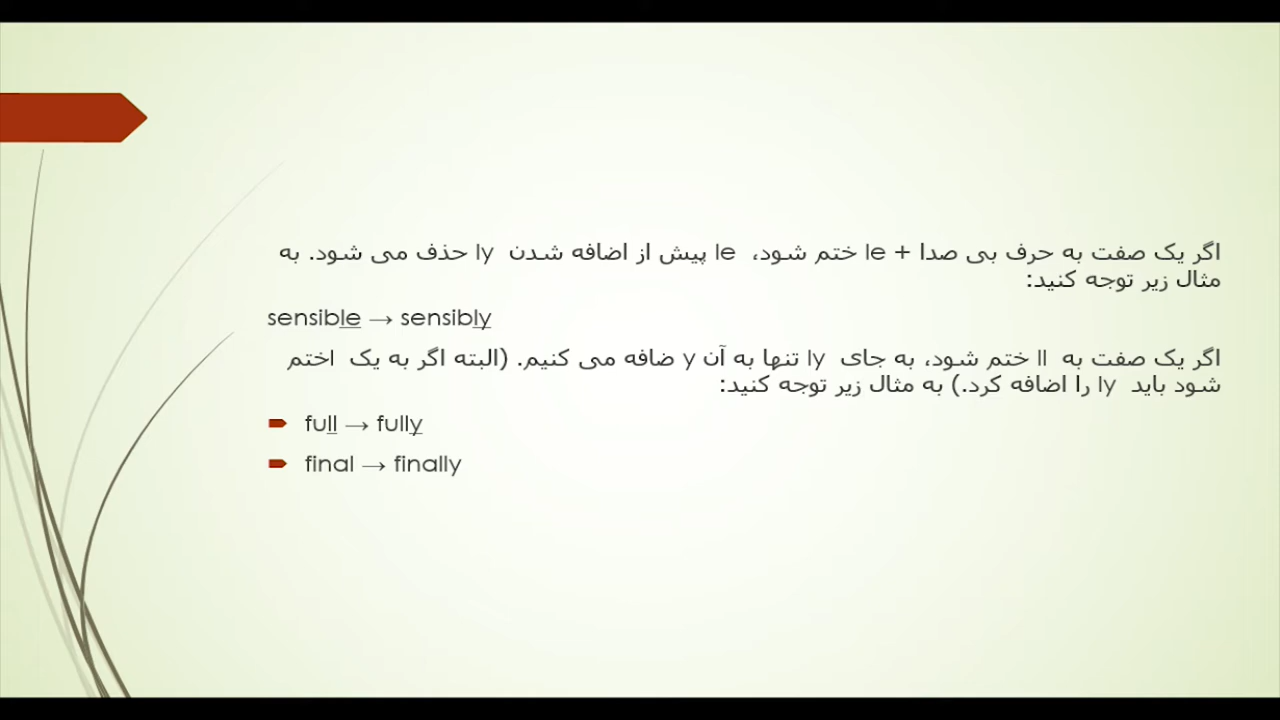 اگر یک صفت به حرف بی صدا + le ختم شود، le پیش از اضافه شدن ly حذف می شود. به
مثال زیر توجه کنید:
sensible → sensibly
اگر یک صفت به ll ختم شود، به جای ly تنها به آن y ضافه می کنیم. (البته اگر به یک l ختم
شود باید ly را اضافه کرد.) به مثال زیر توجه کنید:
full → fully
final → finally